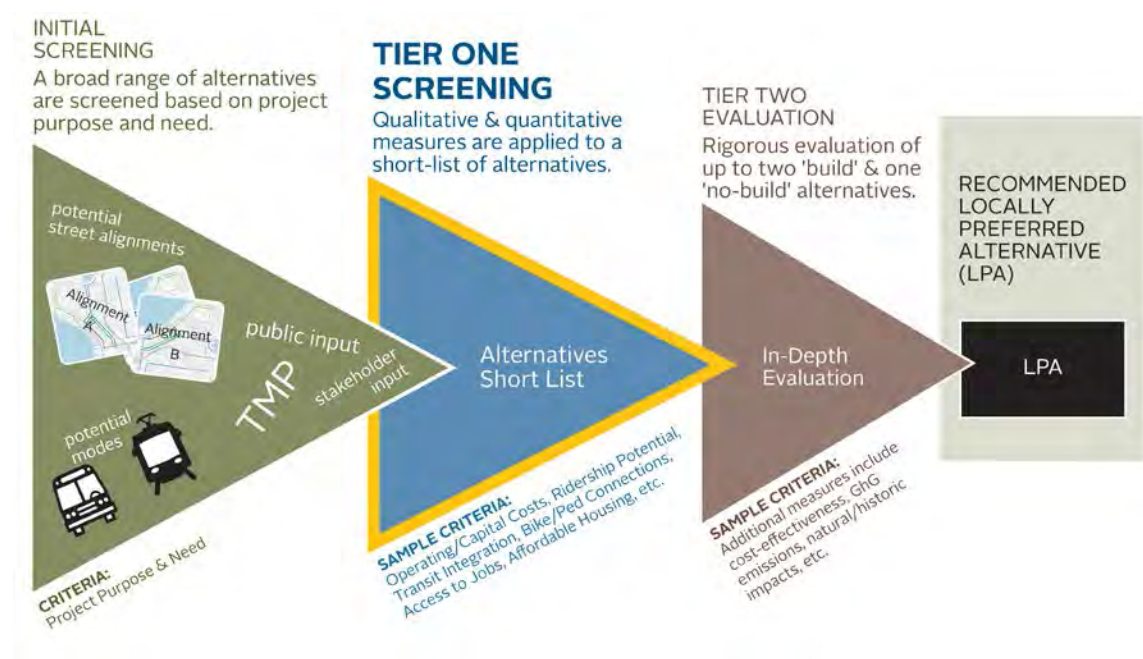 INITIAL
SCREENING
A broad range of alternatives
are screened based on project
purpose and need.
potential
street alignments
Alignment
A
Alignment
B
public input
TMP
stakeholder
input
potential
modes
CRITERIA:
Project Purpose & Need
TIER ONE
SCREENING
Qualitative & quantitative
measures are applied to a
short-list of alternatives.
Alternatives
Short List
SAMPLE CRITERIA:
Operating/Capital Costs, Ridership Potential,
Transit Integration, Bike/Ped Connections,
Access to Jobs, Affordable Housing, etc.
TIER TWO
EVALUATION
Rigorous evaluation of
up to two 'build' & one
'no-build' alternatives.
In-Depth
Evaluation
SAMPLE CRITERIA:
Additional measures include
cost-effectiveness, GhG
emissions, natural/historic
impacts, etc.
RECOMMENDED
LOCALLY
PREFERRED
ALTERNATIVE
(LPA)
LPA